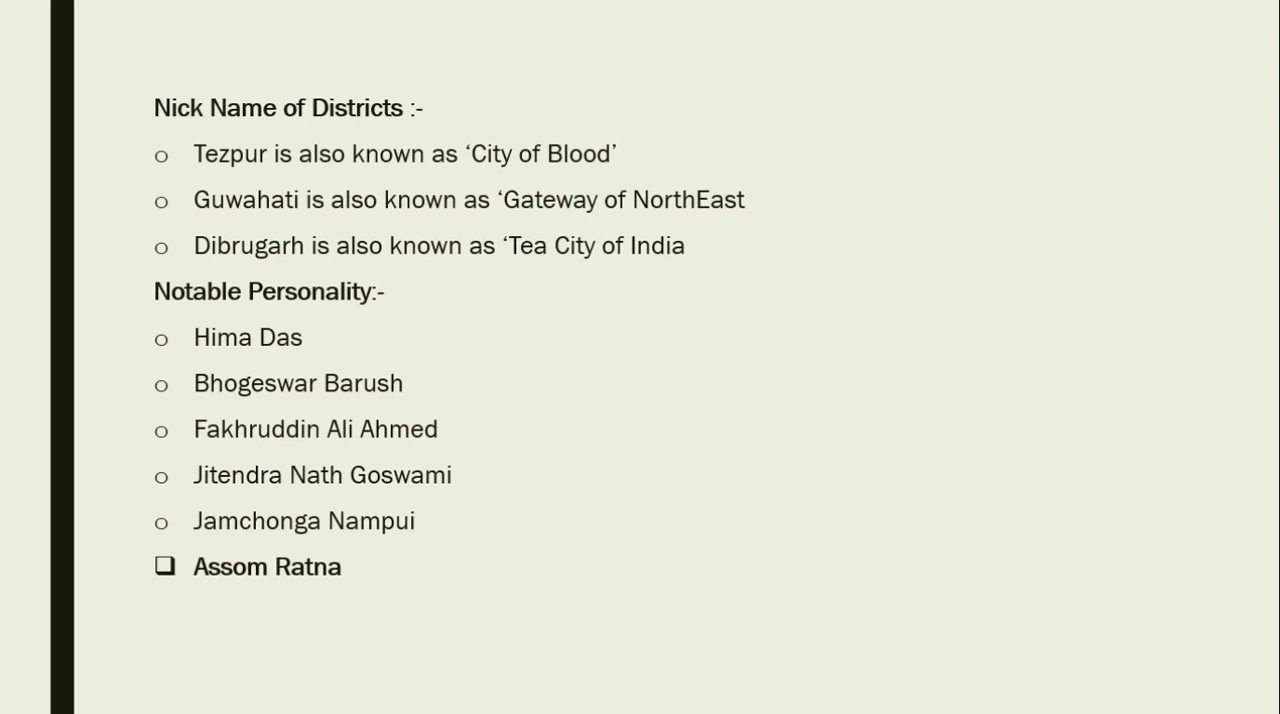 Nick Name of Districts :-
o Tezpur is also known as ‘City of Blood’
o Guwahati is also known as ‘Gateway of NorthEast
o Dibrugarh is also known as ‘Tea City of India
Notable Personality:-
o Hima Das
o Bhogeswar Barush
o Fakhruddin Ali Ahmed
o Jitendra Nath Goswami
o Jamchonga Nampui
❑ Assom Ratna